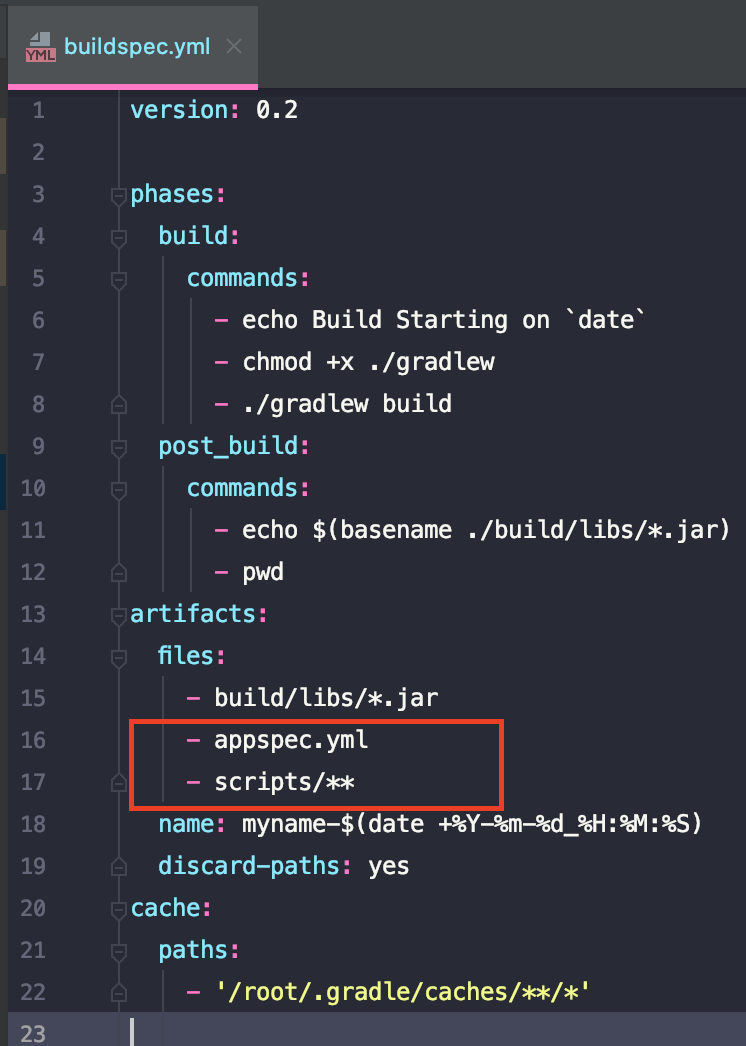 YML buildspec.yml
1 version: 0.2
2
3 phases:
4   build:
5     commands:
6       - echo Build Starting on `date`
7       - chmod +x ./gradlew
8       - ./gradlew build
9   post_build:
10     commands:
11       - echo $(basename ./build/libs/*.jar)
12       - pwd
13 artifacts:
14   files:
15     - build/libs/*.jar
16     - appspec.yml
17     - scripts/**
18   name: myname-$(date +%Y-%m-%d_%H:%M:%S)
19   discard-paths: yes
20 cache:
21   paths:
22     - '/root/.gradle/caches/**/*'
23